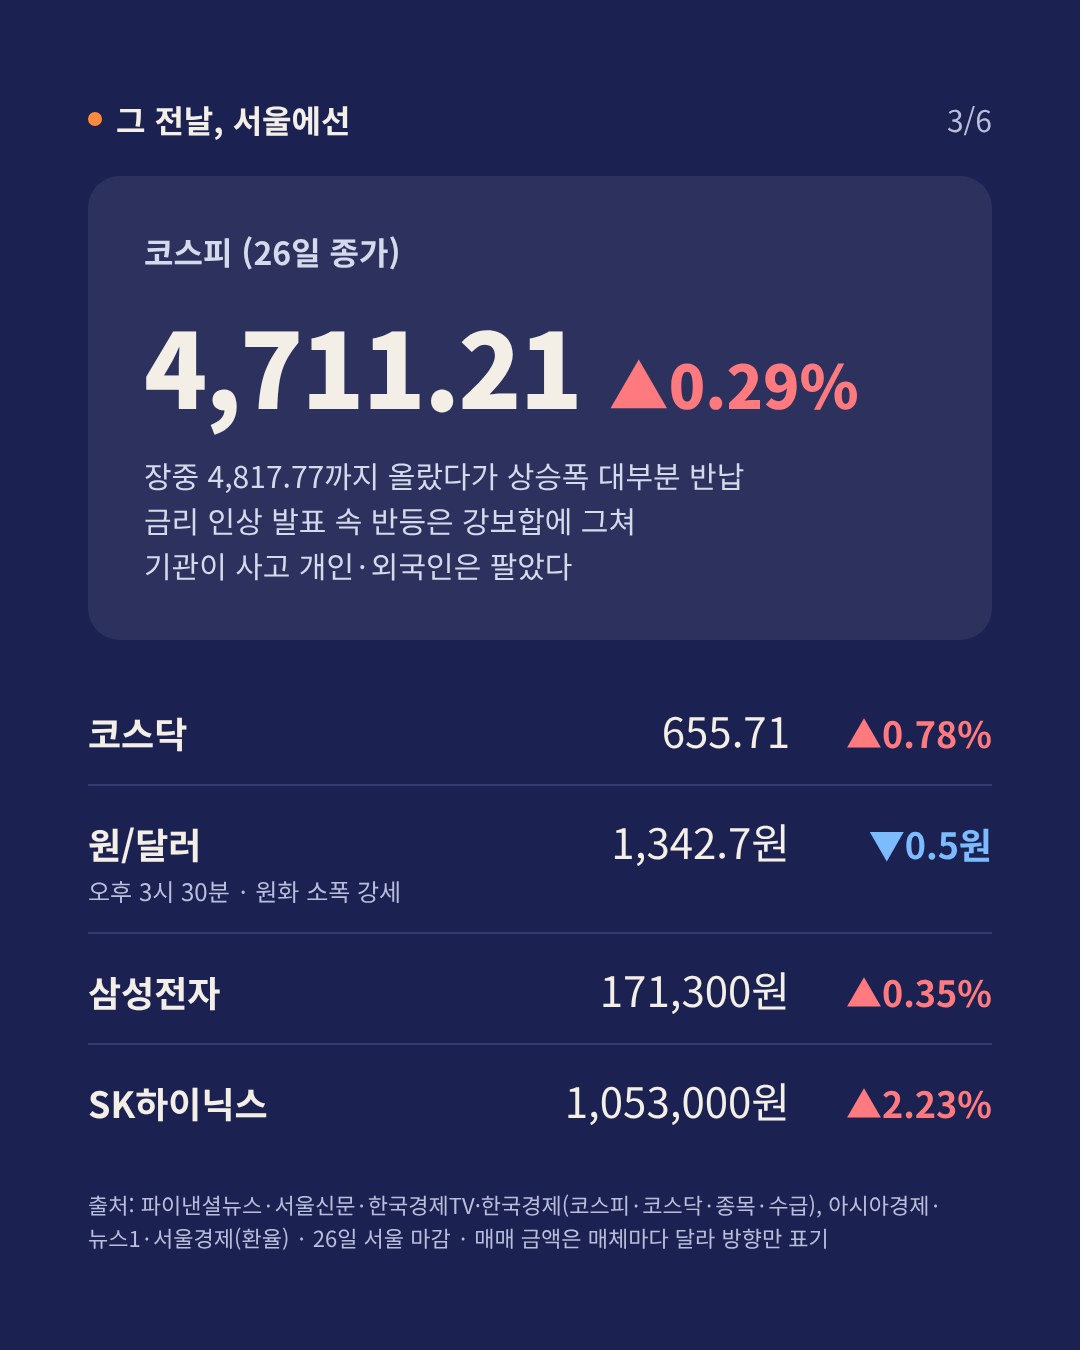 그 전날, 서울에선
3/6
코스피 (26일 종가)
4,711.21 ▲0.29%
장중 4,817.77까지 올랐다가 상승폭 대부분 반납
금리 인상 발표 속 반등은 강보합에 그쳐
기관이 사고 개인·외국인은 팔았다
코스닥 655.71 ▲0.78%
원/달러 1,342.7원 ▼0.5원
오후 3시 30분 · 원화 소폭 강세
삼성전자 171,300원 ▲0.35%
SK하이닉스 1,053,000원 ▲2.23%
출처: 파이낸셜뉴스·서울신문·한국경제TV·한국경제(코스피·코스닥·종목·수급), 아시아경제·
뉴스1·서울경제(환율) · 26일 서울 마감 · 매매 금액은 매체마다 달라 방향만 표기